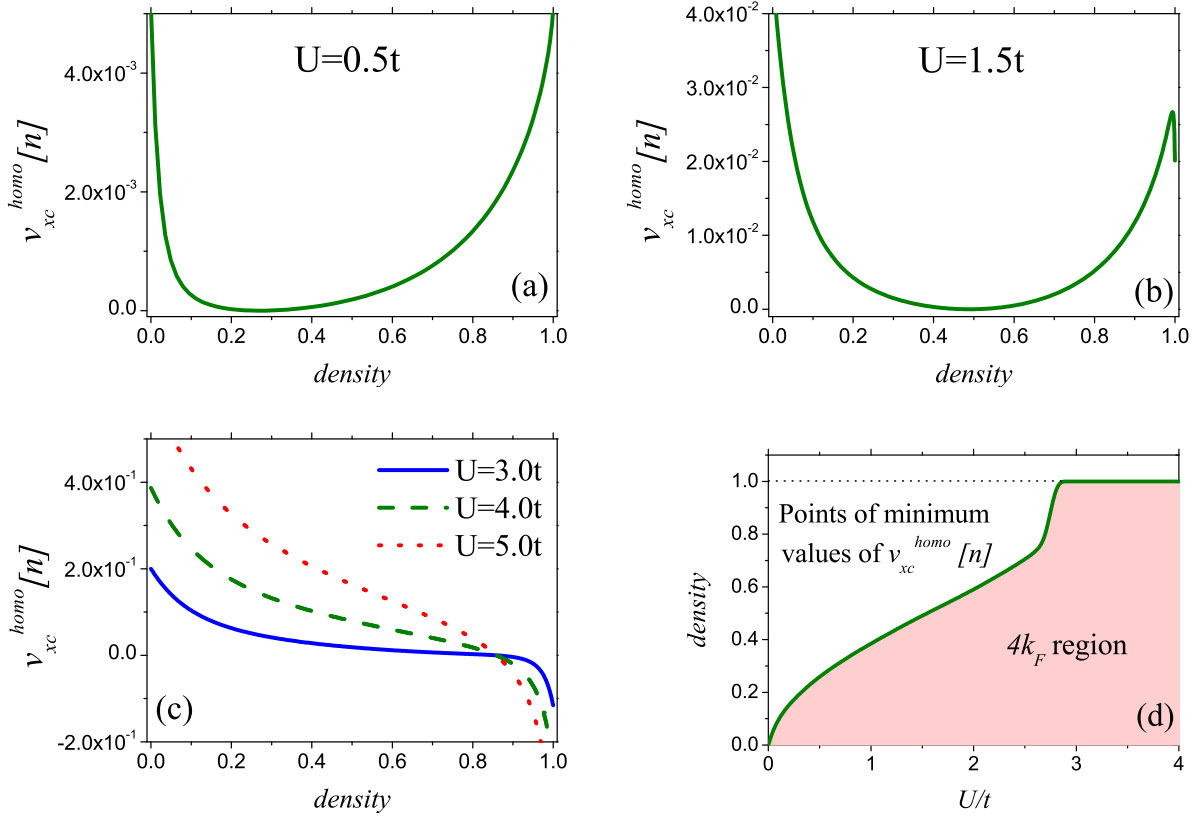 U=0.5t
4.0x10⁻³
2.0x10⁻³
0.0
v_xc^homo [n]
(a)
0.0 0.2 0.4 0.6 0.8 1.0
density
U=1.5t
4.0x10⁻²
3.0x10⁻²
2.0x10⁻²
1.0x10⁻²
0.0
v_xc^homo [n]
(b)
0.0 0.2 0.4 0.6 0.8 1.0
density
U=3.0t
U=4.0t
U=5.0t
4.0x10⁻¹
2.0x10⁻¹
0.0
-2.0x10⁻¹
v_xc^homo [n]
(c)
0.0 0.2 0.4 0.6 0.8 1.0
density
1.0
0.8
0.6
0.4
0.2
0.0
density
Points of minimum
values of v_xc^homo [n]
4k_F region
(d)
0 1 2 3 4
U/t